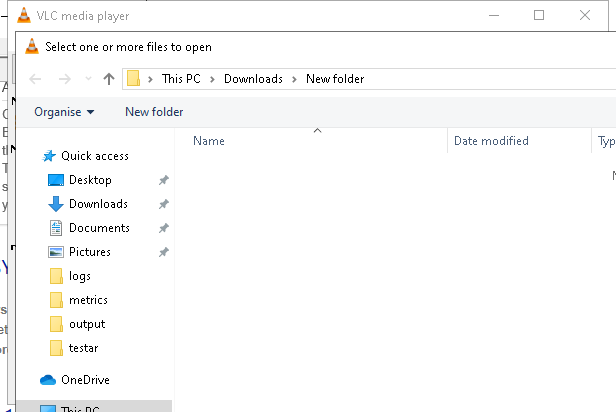 VLC media player
Select one or more files to open
This PC > Downloads > New folder
Organise New folder
Name Date modified Typ
Quick access
Desktop
Downloads
Documents
Pictures
logs
metrics
output
testar
OneDrive
This PC